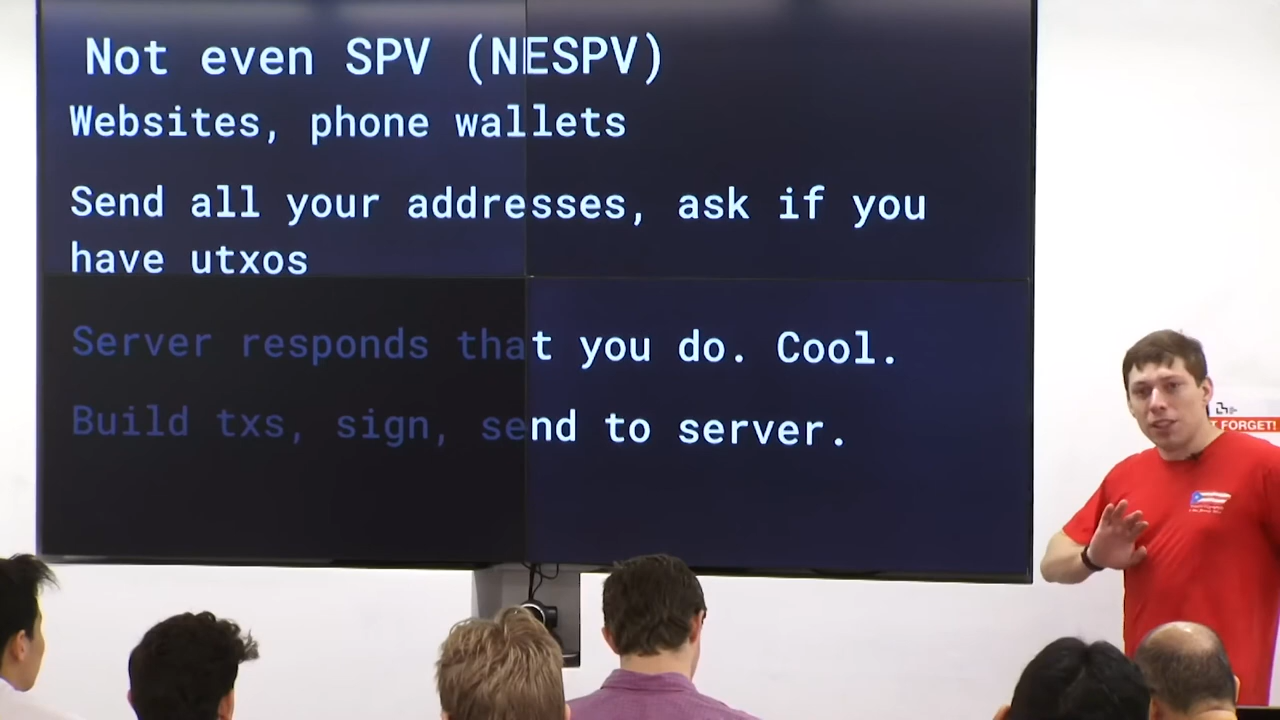 Not even SPV (NESPV)
Websites, phone wallets
Send all your addresses, ask if you
have utxos
Server responds that you do. Cool.
Build txs, sign, send to server.
T FORGET!